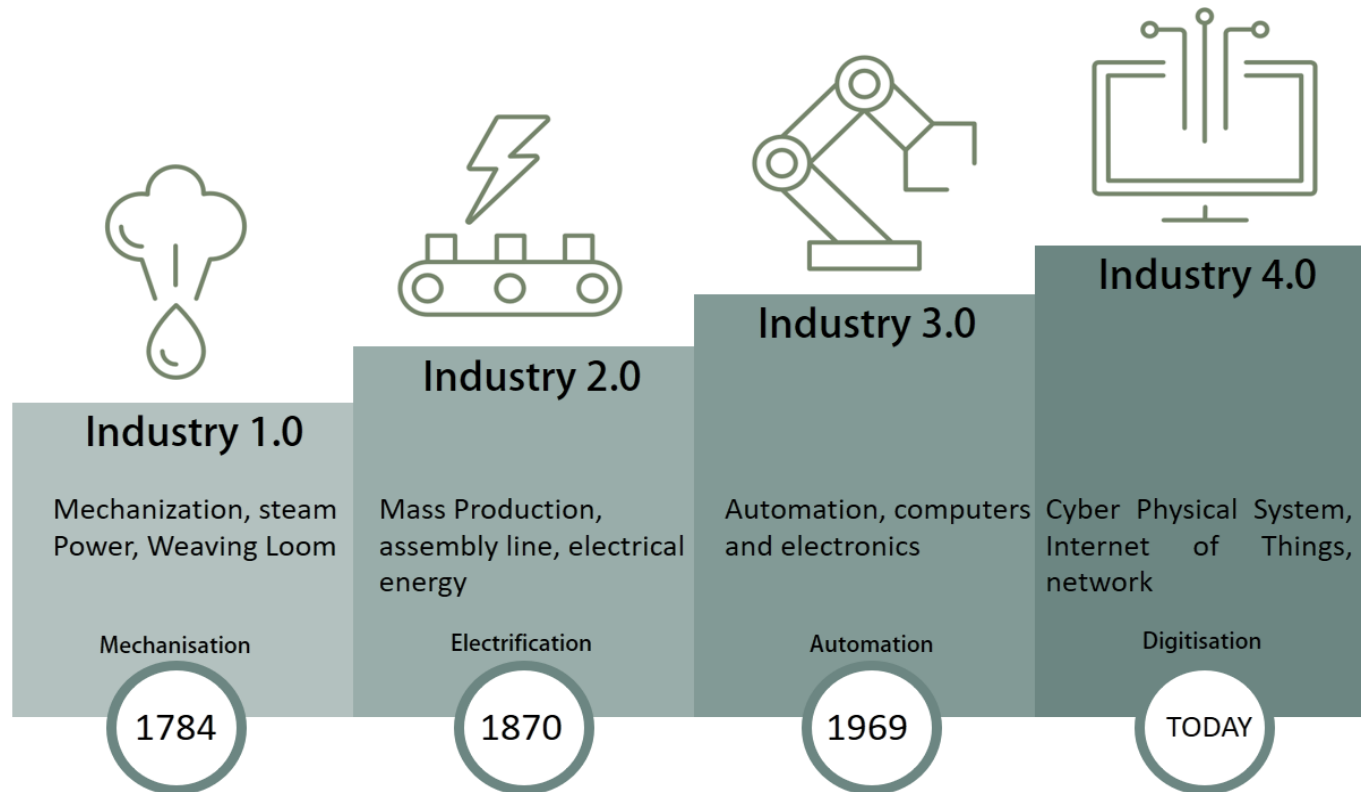 Industry 1.0
Mechanization, steam
Power, Weaving Loom
Mechanisation
1784
Industry 2.0
Mass Production,
assembly line, electrical
energy
Electrification
1870
Industry 3.0
Automation, computers
and electronics
Automation
1969
Industry 4.0
Cyber Physical System,
Internet of Things,
network
Digitisation
TODAY